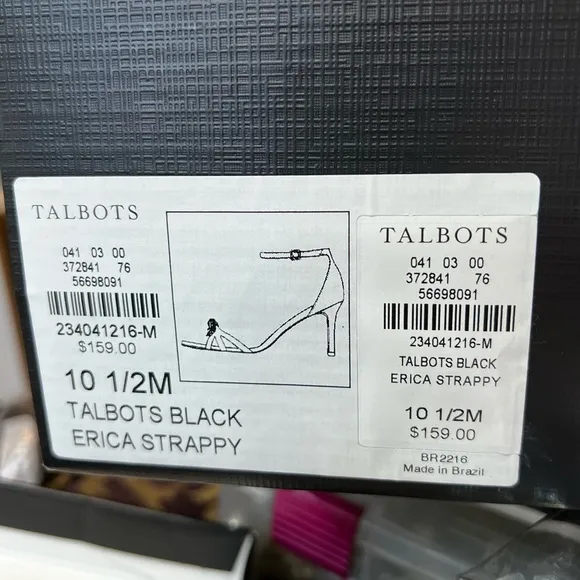 TALBOTS
041 03 00
372841 76
56698091
234041216-M
$159.00
10 1/2M
TALBOTS BLACK
ERICA STRAPPY
TALBOTS
041 03 00
372841 76
56698091
234041216-M
TALBOTS BLACK
ERICA STRAPPY
10 1/2M
$159.00
BR2216
Made in Brazil